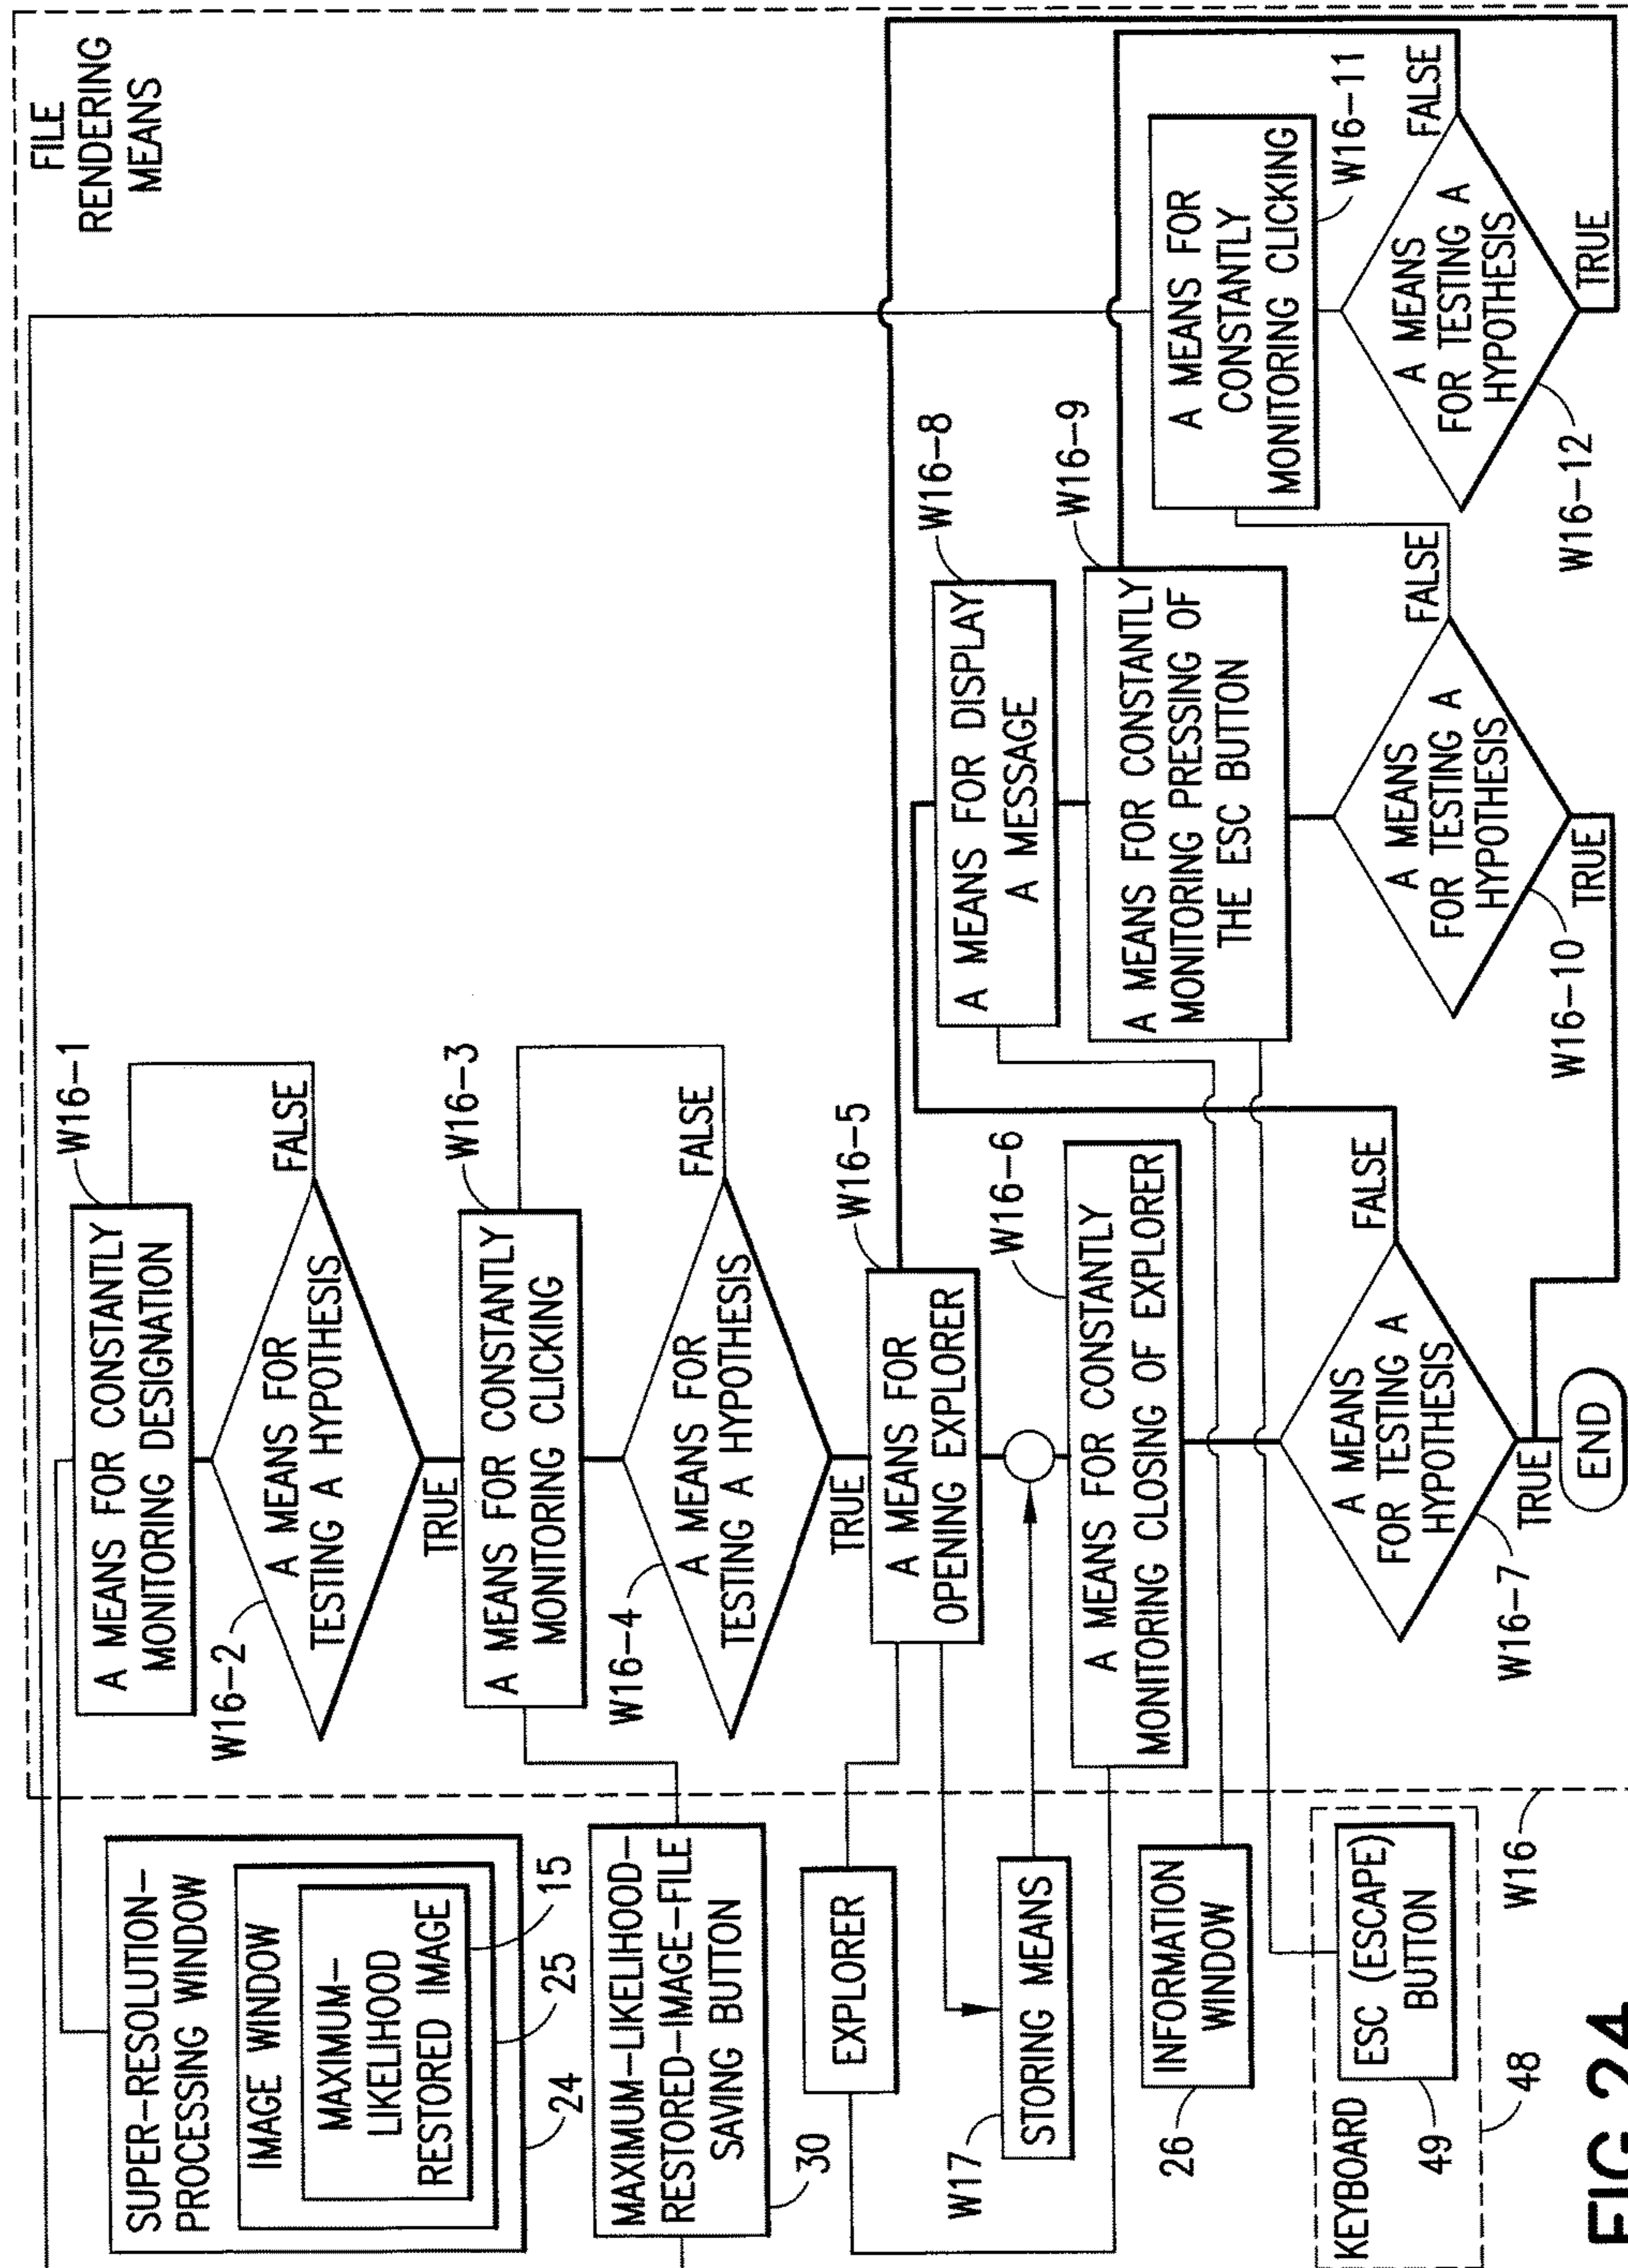 FILE
RENDERING
MEANS
SUPER-RESOLUTION-
PROCESSING WINDOW
IMAGE WINDOW
MAXIMUM-
LIKELIHOOD
RESTORED IMAGE
15
25
24
MAXIMUM-LIKELIHOOD-
RESTORED-IMAGE-FILE
SAVING BUTTON
30
EXPLORER
W17
STORING MEANS
INFORMATION
WINDOW
26
KEYBOARD
ESC (ESCAPE)
BUTTON
49
48
W16
W16-1
A MEANS FOR CONSTANTLY
MONITORING DESIGNATION
W16-2
A MEANS FOR
TESTING A HYPOTHESIS
FALSE
TRUE
W16-3
A MEANS FOR CONSTANTLY
MONITORING CLICKING
W16-4
A MEANS FOR
TESTING A HYPOTHESIS
FALSE
TRUE
W16-5
A MEANS FOR
OPENING EXPLORER
W16-6
A MEANS FOR CONSTANTLY
MONITORING CLOSING OF EXPLORER
A MEANS
FOR TESTING A
HYPOTHESIS
FALSE
W16-7
TRUE
END
W16-8
A MEANS FOR DISPLAY
A MESSAGE
W16-9
A MEANS FOR CONSTANTLY
MONITORING PRESSING OF
THE ESC BUTTON
A MEANS
FOR TESTING A
HYPOTHESIS
FALSE
W16-10
TRUE
A MEANS FOR
CONSTANTLY
MONITORING CLICKING
W16-11
A MEANS
FOR TESTING A
HYPOTHESIS
FALSE
W16-12
TRUE
FIG.24